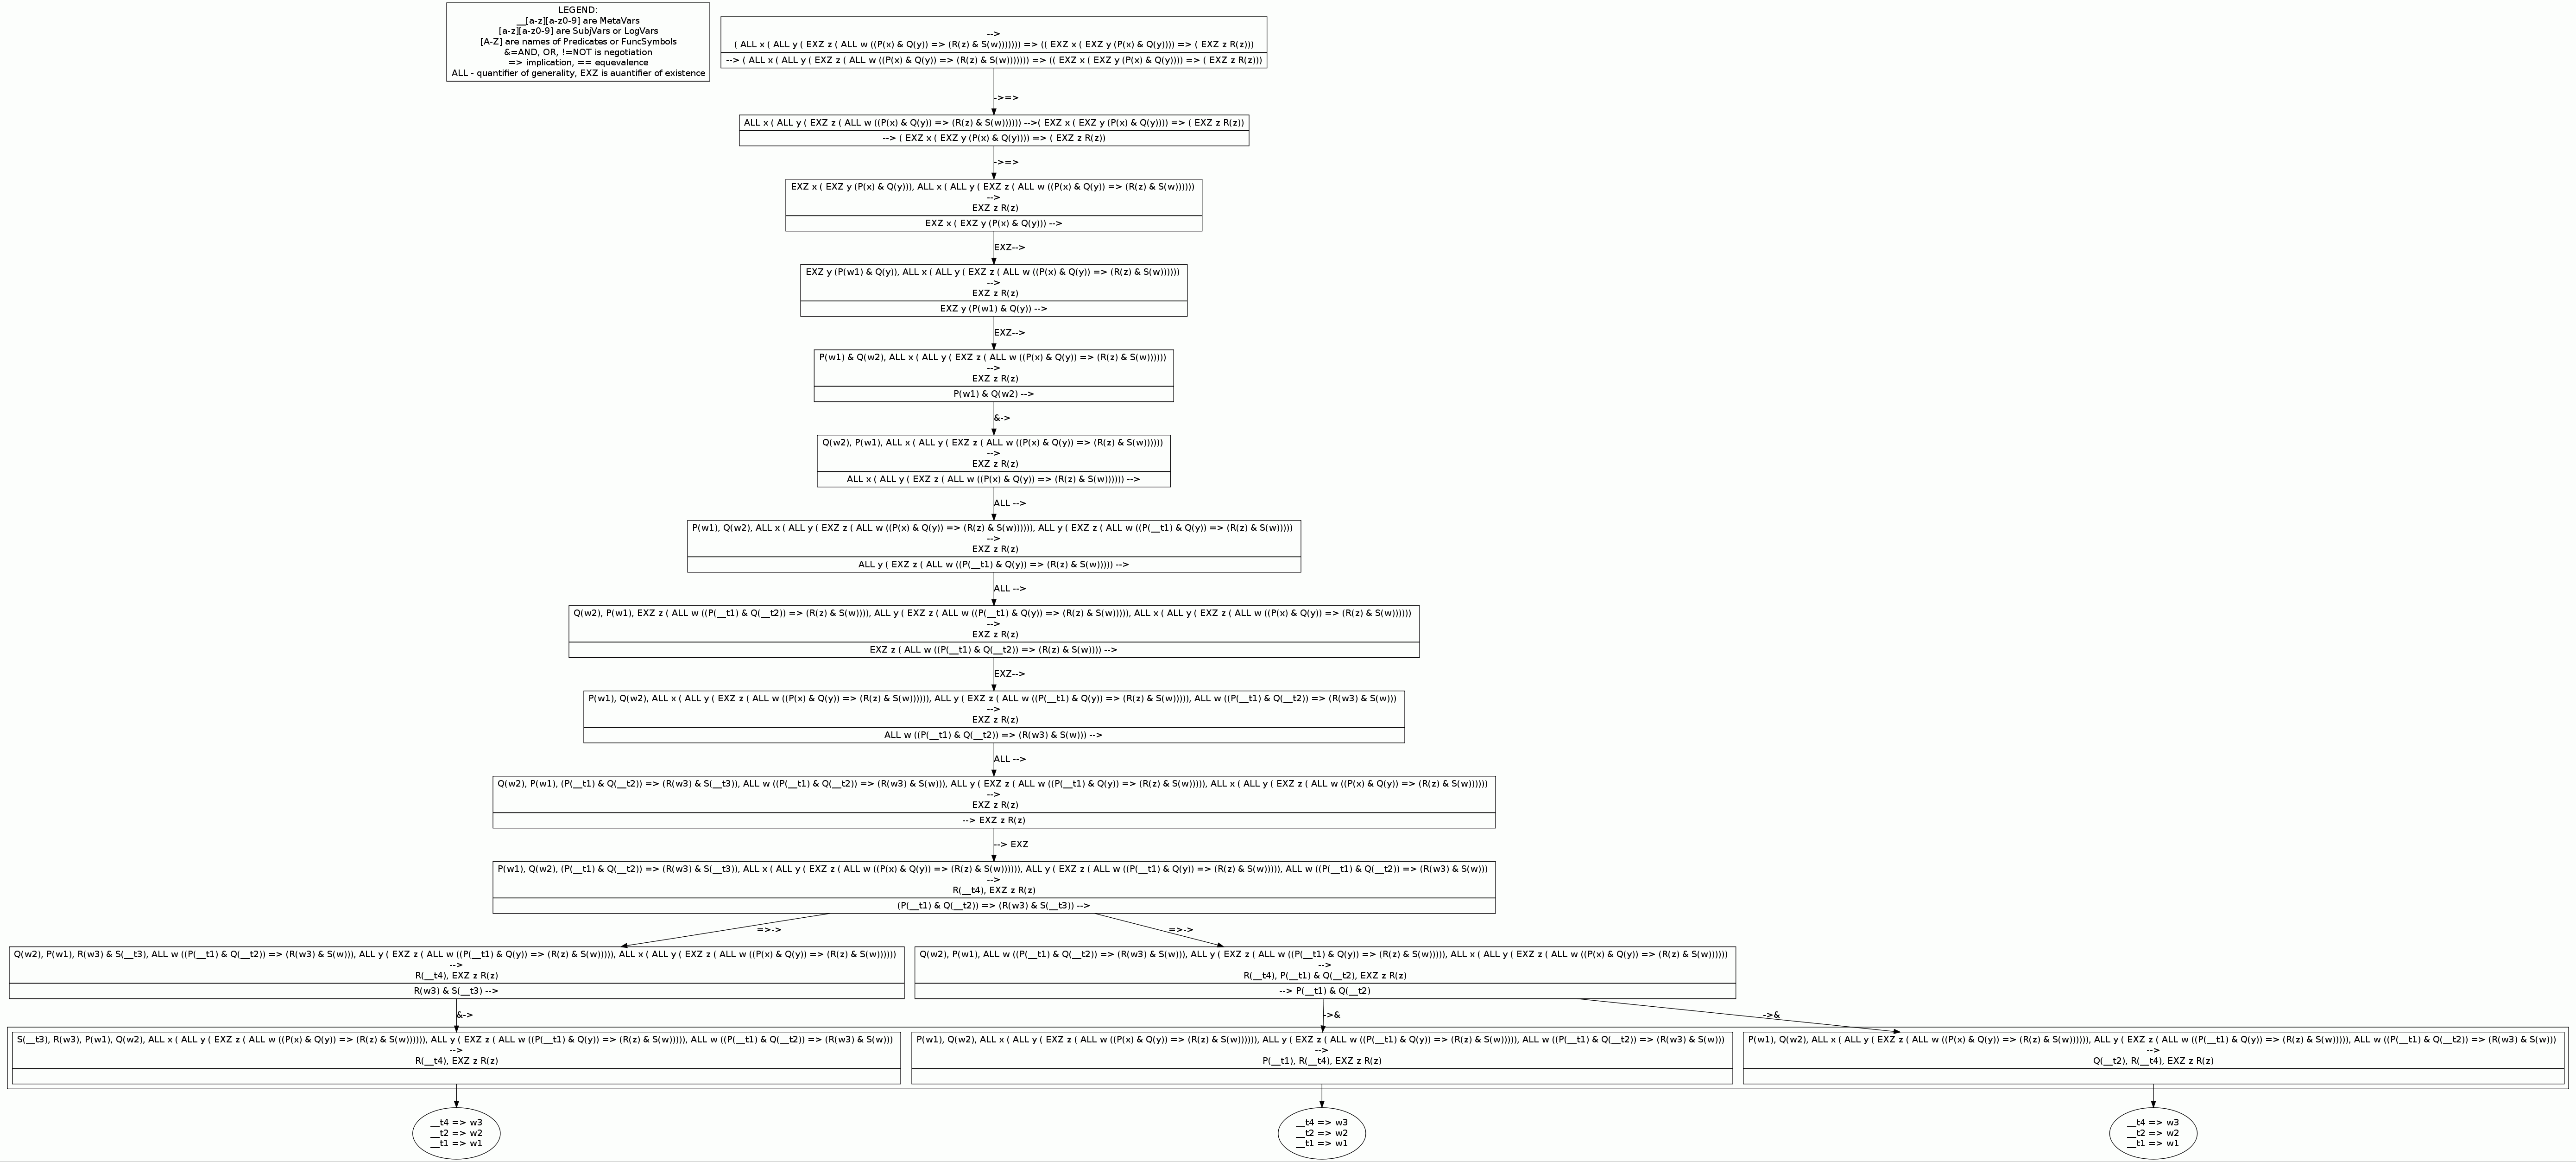 LEGEND:
__[a-z][a-z0-9] are MetaVars
[a-z][a-z0-9] are SubjVars or LogVars
[A-Z] are names of Predicates or FuncSymbols
&=AND, OR, !=NOT is negotiation
=> implication, == equevalence
ALL - quantifier of generality, EXZ is auantifier of existence
-->
( ALL x ( ALL y ( EXZ z ( ALL w ((P(x) & Q(y)) => (R(z) & S(w))))))) => (( EXZ x ( EXZ y (P(x) & Q(y)))) => ( EXZ z R(z)))
--> ( ALL x ( ALL y ( EXZ z ( ALL w ((P(x) & Q(y)) => (R(z) & S(w))))))) => (( EXZ x ( EXZ y (P(x) & Q(y)))) => ( EXZ z R(z)))
->=>
ALL x ( ALL y ( EXZ z ( ALL w ((P(x) & Q(y)) => (R(z) & S(w)))))) -->( EXZ x ( EXZ y (P(x) & Q(y)))) => ( EXZ z R(z))
--> ( EXZ x ( EXZ y (P(x) & Q(y)))) => ( EXZ z R(z))
->=>
EXZ x ( EXZ y (P(x) & Q(y))), ALL x ( ALL y ( EXZ z ( ALL w ((P(x) & Q(y)) => (R(z) & S(w))))))
-->
EXZ z R(z)
EXZ x ( EXZ y (P(x) & Q(y))) -->
EXZ-->
EXZ y (P(w1) & Q(y)), ALL x ( ALL y ( EXZ z ( ALL w ((P(x) & Q(y)) => (R(z) & S(w))))))
-->
EXZ z R(z)
EXZ y (P(w1) & Q(y)) -->
EXZ-->
P(w1) & Q(w2), ALL x ( ALL y ( EXZ z ( ALL w ((P(x) & Q(y)) => (R(z) & S(w))))))
-->
EXZ z R(z)
P(w1) & Q(w2) -->
&->
Q(w2), P(w1), ALL x ( ALL y ( EXZ z ( ALL w ((P(x) & Q(y)) => (R(z) & S(w))))))
-->
EXZ z R(z)
ALL x ( ALL y ( EXZ z ( ALL w ((P(x) & Q(y)) => (R(z) & S(w)))))) -->
ALL -->
P(w1), Q(w2), ALL x ( ALL y ( EXZ z ( ALL w ((P(x) & Q(y)) => (R(z) & S(w)))))), ALL y ( EXZ z ( ALL w ((P(__t1) & Q(y)) => (R(z) & S(w)))))
-->
EXZ z R(z)
ALL y ( EXZ z ( ALL w ((P(__t1) & Q(y)) => (R(z) & S(w))))) -->
ALL -->
Q(w2), P(w1), EXZ z ( ALL w ((P(__t1) & Q(__t2)) => (R(z) & S(w)))), ALL y ( EXZ z ( ALL w ((P(__t1) & Q(y)) => (R(z) & S(w))))), ALL x ( ALL y ( EXZ z ( ALL w ((P(x) & Q(y)) => (R(z) & S(w))))))
-->
EXZ z R(z)
EXZ z ( ALL w ((P(__t1) & Q(__t2)) => (R(z) & S(w)))) -->
EXZ-->
P(w1), Q(w2), ALL x ( ALL y ( EXZ z ( ALL w ((P(x) & Q(y)) => (R(z) & S(w)))))), ALL y ( EXZ z ( ALL w ((P(__t1) & Q(y)) => (R(z) & S(w))))), ALL w ((P(__t1) & Q(__t2)) => (R(w3) & S(w)))
-->
EXZ z R(z)
ALL w ((P(__t1) & Q(__t2)) => (R(w3) & S(w))) -->
ALL -->
Q(w2), P(w1), (P(__t1) & Q(__t2)) => (R(w3) & S(__t3)), ALL w ((P(__t1) & Q(__t2)) => (R(w3) & S(w))), ALL y ( EXZ z ( ALL w ((P(__t1) & Q(y)) => (R(z) & S(w))))), ALL x ( ALL y ( EXZ z ( ALL w ((P(x) & Q(y)) => (R(z) & S(w))))))
-->
EXZ z R(z)
--> EXZ z R(z)
--> EXZ
P(w1), Q(w2), (P(__t1) & Q(__t2)) => (R(w3) & S(__t3)), ALL x ( ALL y ( EXZ z ( ALL w ((P(x) & Q(y)) => (R(z) & S(w)))))), ALL y ( EXZ z ( ALL w ((P(__t1) & Q(y)) => (R(z) & S(w))))), ALL w ((P(__t1) & Q(__t2)) => (R(w3) & S(w)))
-->
R(__t4), EXZ z R(z)
(P(__t1) & Q(__t2)) => (R(w3) & S(__t3)) -->
=>->
=>->
Q(w2), P(w1), R(w3) & S(__t3), ALL w ((P(__t1) & Q(__t2)) => (R(w3) & S(w))), ALL y ( EXZ z ( ALL w ((P(__t1) & Q(y)) => (R(z) & S(w))))), ALL x ( ALL y ( EXZ z ( ALL w ((P(x) & Q(y)) => (R(z) & S(w))))))
-->
R(__t4), EXZ z R(z)
R(w3) & S(__t3) -->
Q(w2), P(w1), ALL w ((P(__t1) & Q(__t2)) => (R(w3) & S(w))), ALL y ( EXZ z ( ALL w ((P(__t1) & Q(y)) => (R(z) & S(w))))), ALL x ( ALL y ( EXZ z ( ALL w ((P(x) & Q(y)) => (R(z) & S(w))))))
-->
R(__t4), P(__t1) & Q(__t2), EXZ z R(z)
--> P(__t1) & Q(__t2)
&->
->&
->&
S(__t3), R(w3), P(w1), Q(w2), ALL x ( ALL y ( EXZ z ( ALL w ((P(x) & Q(y)) => (R(z) & S(w)))))), ALL y ( EXZ z ( ALL w ((P(__t1) & Q(y)) => (R(z) & S(w))))), ALL w ((P(__t1) & Q(__t2)) => (R(w3) & S(w)))
-->
R(__t4), EXZ z R(z)
P(w1), Q(w2), ALL x ( ALL y ( EXZ z ( ALL w ((P(x) & Q(y)) => (R(z) & S(w)))))), ALL y ( EXZ z ( ALL w ((P(__t1) & Q(y)) => (R(z) & S(w))))), ALL w ((P(__t1) & Q(__t2)) => (R(w3) & S(w)))
-->
P(__t1), R(__t4), EXZ z R(z)
P(w1), Q(w2), ALL x ( ALL y ( EXZ z ( ALL w ((P(x) & Q(y)) => (R(z) & S(w)))))), ALL y ( EXZ z ( ALL w ((P(__t1) & Q(y)) => (R(z) & S(w))))), ALL w ((P(__t1) & Q(__t2)) => (R(w3) & S(w)))
-->
Q(__t2), R(__t4), EXZ z R(z)
__t4 => w3
__t2 => w2
__t1 => w1
__t4 => w3
__t2 => w2
__t1 => w1
__t4 => w3
__t2 => w2
__t1 => w1